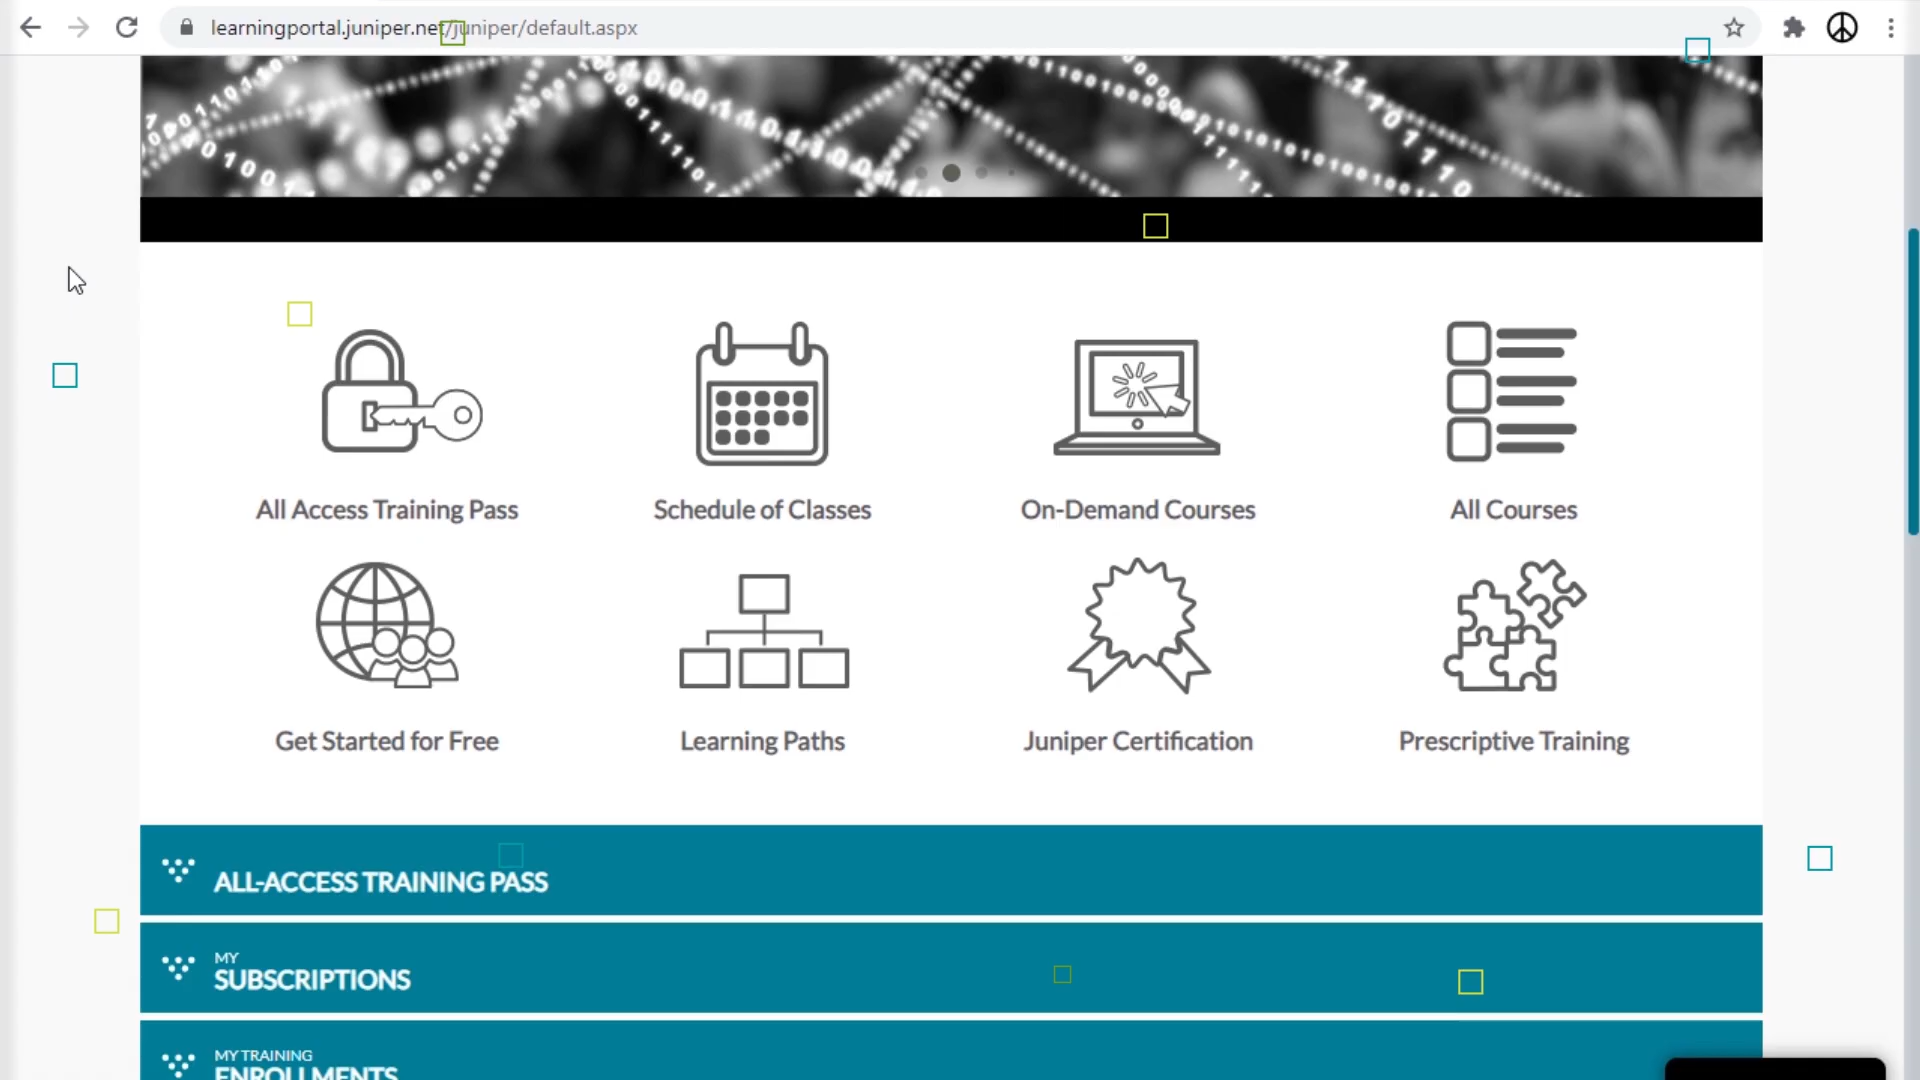 learningportal.juniper.net/juniper/default.aspx
All Access Training Pass
Schedule of Classes
On-Demand Courses
All Courses
Get Started for Free
Learning Paths
Juniper Certification
Prescriptive Training
ALL-ACCESS TRAINING PASS
MY
SUBSCRIPTIONS
MY TRAINING
ENROLLMENTS